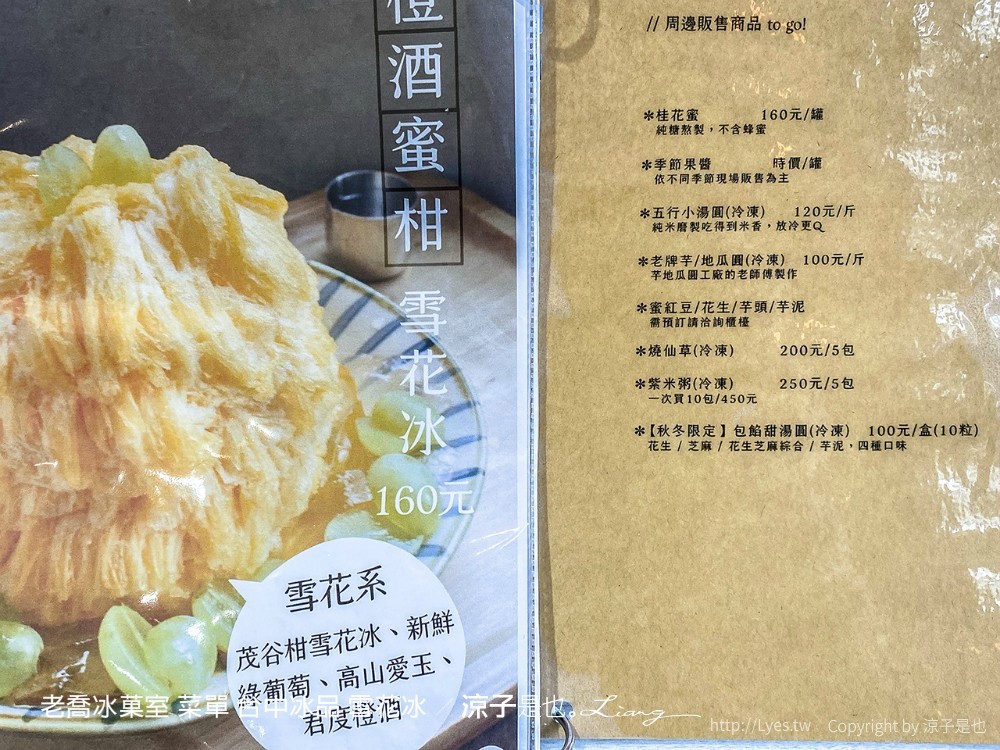 橙酒蜜柑 雪花冰
160元
雪花系
茂谷柑雪花冰、新鮮
綠葡萄、高山愛玉、
君度橙酒
// 周邊販售商品 to go!
＊桂花蜜 160元/罐
純糖熬製，不含蜂蜜
＊季節果醬 時價/罐
依不同季節現場販售為主
＊五行小湯圓(冷凍) 120元/斤
純米磨製吃得到米香，放冷更Q
＊老牌芋/地瓜圓(冷凍) 100元/斤
芋地瓜圓工廠的老師傅製作
＊蜜紅豆/花生/芋頭/芋泥
需預訂請洽詢櫃檯
＊燒仙草(冷凍) 200元/5包
＊紫米粥(冷凍) 250元/5包
一次買10包/450元
＊【秋冬限定】包餡甜湯圓(冷凍) 100元/盒(10粒)
花生 / 芝麻 / 花生芝麻綜合 / 芋泥，四種口味
老喬冰菓室 菜單 台中冰品 雪花冰 涼子是也。Liang
http://Lyes.tw Copyright by 涼子是也